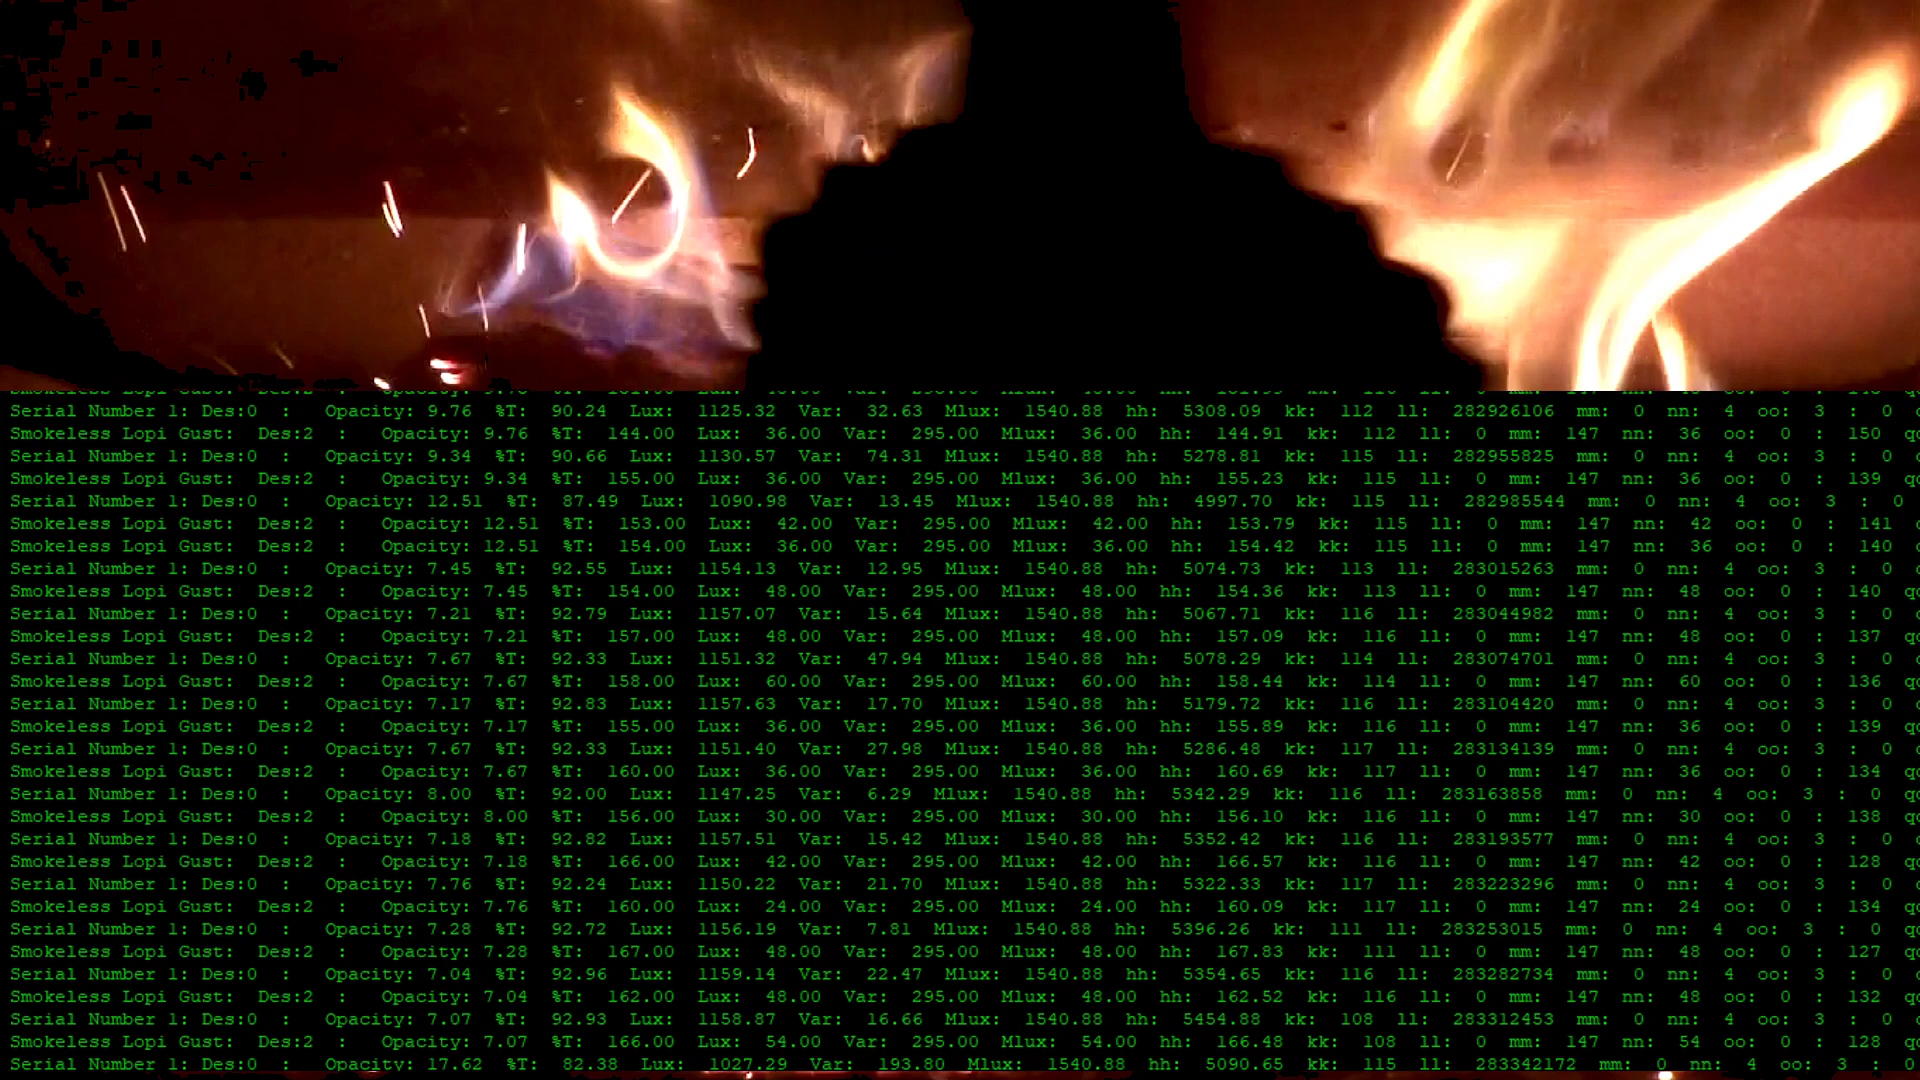 Serial Number 1: Des:0 : Opacity: 9.76 %T: 90.24 Lux: 1125.32 Var: 32.63 Mlux: 1540.88 hh: 5308.09 kk: 112 ll: 282926106 mm: 0 nn: 4 oo: 3 : 0
Smokeless Lopi Gust: Des:2 : Opacity: 9.76 %T: 144.00 Lux: 36.00 Var: 295.00 Mlux: 36.00 hh: 144.91 kk: 112 ll: 0 mm: 147 nn: 36 oo: 0 : 150
Serial Number 1: Des:0 : Opacity: 9.34 %T: 90.66 Lux: 1130.57 Var: 74.31 Mlux: 1540.88 hh: 5278.81 kk: 115 ll: 282955825 mm: 0 nn: 4 oo: 3 : 0
Smokeless Lopi Gust: Des:2 : Opacity: 9.34 %T: 155.00 Lux: 36.00 Var: 295.00 Mlux: 36.00 hh: 155.23 kk: 115 ll: 0 mm: 147 nn: 36 oo: 0 : 139
Serial Number 1: Des:0 : Opacity: 12.51 %T: 87.49 Lux: 1090.98 Var: 13.45 Mlux: 1540.88 hh: 4997.70 kk: 115 ll: 282985544 mm: 0 nn: 4 oo: 3 : 0
Smokeless Lopi Gust: Des:2 : Opacity: 12.51 %T: 153.00 Lux: 42.00 Var: 295.00 Mlux: 42.00 hh: 153.79 kk: 115 ll: 0 mm: 147 nn: 42 oo: 0 : 141
Smokeless Lopi Gust: Des:2 : Opacity: 12.51 %T: 154.00 Lux: 36.00 Var: 295.00 Mlux: 36.00 hh: 154.42 kk: 115 ll: 0 mm: 147 nn: 36 oo: 0 : 140
Serial Number 1: Des:0 : Opacity: 7.45 %T: 92.55 Lux: 1154.13 Var: 12.95 Mlux: 1540.88 hh: 5074.73 kk: 113 ll: 283015263 mm: 0 nn: 4 oo: 3 : 0
Smokeless Lopi Gust: Des:2 : Opacity: 7.45 %T: 154.00 Lux: 48.00 Var: 295.00 Mlux: 48.00 hh: 154.36 kk: 113 ll: 0 mm: 147 nn: 48 oo: 0 : 140
Serial Number 1: Des:0 : Opacity: 7.21 %T: 92.79 Lux: 1157.07 Var: 15.64 Mlux: 1540.88 hh: 5067.71 kk: 116 ll: 283044982 mm: 0 nn: 4 oo: 3 : 0
Smokeless Lopi Gust: Des:2 : Opacity: 7.21 %T: 157.00 Lux: 48.00 Var: 295.00 Mlux: 48.00 hh: 157.09 kk: 116 ll: 0 mm: 147 nn: 48 oo: 0 : 137
Serial Number 1: Des:0 : Opacity: 7.67 %T: 92.33 Lux: 1151.32 Var: 47.94 Mlux: 1540.88 hh: 5078.29 kk: 114 ll: 283074701 mm: 0 nn: 4 oo: 3 : 0
Smokeless Lopi Gust: Des:2 : Opacity: 7.67 %T: 158.00 Lux: 60.00 Var: 295.00 Mlux: 60.00 hh: 158.44 kk: 114 ll: 0 mm: 147 nn: 60 oo: 0 : 136
Serial Number 1: Des:0 : Opacity: 7.17 %T: 92.83 Lux: 1157.63 Var: 17.70 Mlux: 1540.88 hh: 5179.72 kk: 116 ll: 283104420 mm: 0 nn: 4 oo: 3 : 0
Smokeless Lopi Gust: Des:2 : Opacity: 7.17 %T: 155.00 Lux: 36.00 Var: 295.00 Mlux: 36.00 hh: 155.89 kk: 116 ll: 0 mm: 147 nn: 36 oo: 0 : 139
Serial Number 1: Des:0 : Opacity: 7.67 %T: 92.33 Lux: 1151.40 Var: 27.98 Mlux: 1540.88 hh: 5286.48 kk: 117 ll: 283134139 mm: 0 nn: 4 oo: 3 : 0
Smokeless Lopi Gust: Des:2 : Opacity: 7.67 %T: 160.00 Lux: 36.00 Var: 295.00 Mlux: 36.00 hh: 160.69 kk: 117 ll: 0 mm: 147 nn: 36 oo: 0 : 134
Serial Number 1: Des:0 : Opacity: 8.00 %T: 92.00 Lux: 1147.25 Var: 6.29 Mlux: 1540.88 hh: 5342.29 kk: 116 ll: 283163858 mm: 0 nn: 4 oo: 3 : 0
Smokeless Lopi Gust: Des:2 : Opacity: 8.00 %T: 156.00 Lux: 30.00 Var: 295.00 Mlux: 30.00 hh: 156.10 kk: 116 ll: 0 mm: 147 nn: 30 oo: 0 : 138
Serial Number 1: Des:0 : Opacity: 7.18 %T: 92.82 Lux: 1157.51 Var: 15.42 Mlux: 1540.88 hh: 5352.42 kk: 116 ll: 283193577 mm: 0 nn: 4 oo: 3 : 0
Smokeless Lopi Gust: Des:2 : Opacity: 7.18 %T: 166.00 Lux: 42.00 Var: 295.00 Mlux: 42.00 hh: 166.57 kk: 116 ll: 0 mm: 147 nn: 42 oo: 0 : 128
Serial Number 1: Des:0 : Opacity: 7.76 %T: 92.24 Lux: 1150.22 Var: 21.70 Mlux: 1540.88 hh: 5322.33 kk: 117 ll: 283223296 mm: 0 nn: 4 oo: 3 : 0
Smokeless Lopi Gust: Des:2 : Opacity: 7.76 %T: 160.00 Lux: 24.00 Var: 295.00 Mlux: 24.00 hh: 160.09 kk: 117 ll: 0 mm: 147 nn: 24 oo: 0 : 134
Serial Number 1: Des:0 : Opacity: 7.28 %T: 92.72 Lux: 1156.19 Var: 7.81 Mlux: 1540.88 hh: 5396.26 kk: 111 ll: 283253015 mm: 0 nn: 4 oo: 3 : 0
Smokeless Lopi Gust: Des:2 : Opacity: 7.28 %T: 167.00 Lux: 48.00 Var: 295.00 Mlux: 48.00 hh: 167.83 kk: 111 ll: 0 mm: 147 nn: 48 oo: 0 : 127
Serial Number 1: Des:0 : Opacity: 7.04 %T: 92.96 Lux: 1159.14 Var: 22.47 Mlux: 1540.88 hh: 5354.65 kk: 116 ll: 283282734 mm: 0 nn: 4 oo: 3 : 0
Smokeless Lopi Gust: Des:2 : Opacity: 7.04 %T: 162.00 Lux: 48.00 Var: 295.00 Mlux: 48.00 hh: 162.52 kk: 116 ll: 0 mm: 147 nn: 48 oo: 0 : 132
Serial Number 1: Des:0 : Opacity: 7.07 %T: 92.93 Lux: 1158.87 Var: 16.66 Mlux: 1540.88 hh: 5454.88 kk: 108 ll: 283312453 mm: 0 nn: 4 oo: 3 : 0
Smokeless Lopi Gust: Des:2 : Opacity: 7.07 %T: 166.00 Lux: 54.00 Var: 295.00 Mlux: 54.00 hh: 166.48 kk: 108 ll: 0 mm: 147 nn: 54 oo: 0 : 128
Serial Number 1: Des:0 : Opacity: 17.62 %T: 82.38 Lux: 1027.29 Var: 193.80 Mlux: 1540.88 hh: 5090.65 kk: 115 ll: 283342172 mm: 0 nn: 4 oo: 3 : 0